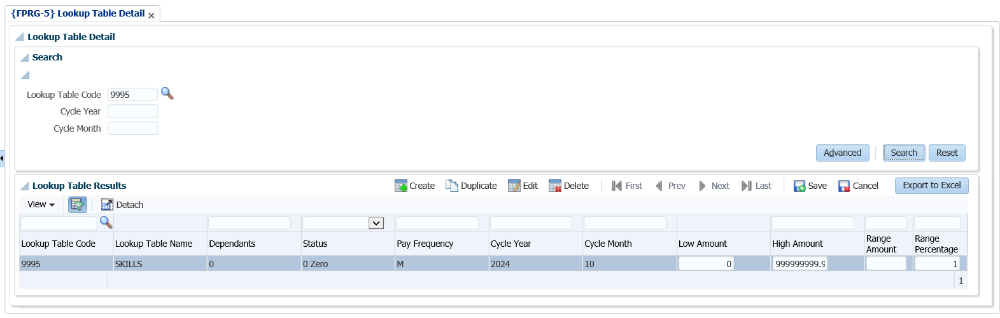 {FPRG-5} Lookup Table Detail
Lookup Table Detail
Search
Lookup Table Code 9995
Cycle Year
Cycle Month
Advanced Search Reset
Lookup Table Results Create Duplicate Edit Delete First Prev Next Last Save Cancel Export to Excel
View Detach
Lookup Table Code Lookup Table Name Dependants Status Pay Frequency Cycle Year Cycle Month Low Amount High Amount Range Amount Range Percentage
9995 SKILLS 0 0 Zero M 2024 10 0 999999999.9 1
1